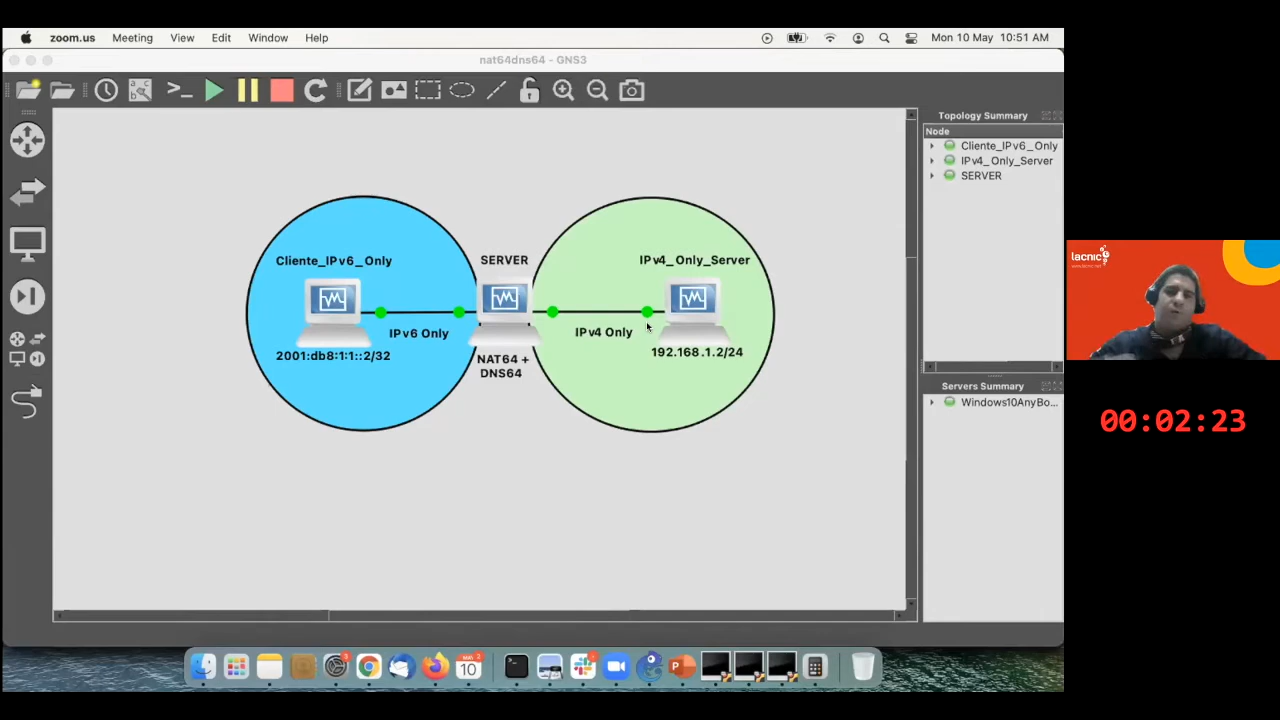 zoom.us Meeting View Edit Window Help Mon 10 May 10:51 AM
nat64dns64 - GNS3
Topology Summary
Node
Cliente_IPv6_Only
IPv4_Only_Server
SERVER
Cliente_IPv6_Only
SERVER
IPv4_Only_Server
IPv6 Only
IPv4 Only
2001:db8:1:1::2/32
NAT64 +
DNS64
192.168.1.2/24
Servers Summary
Windows10AnyBo...
lacnic
00:02:23
MAY
10